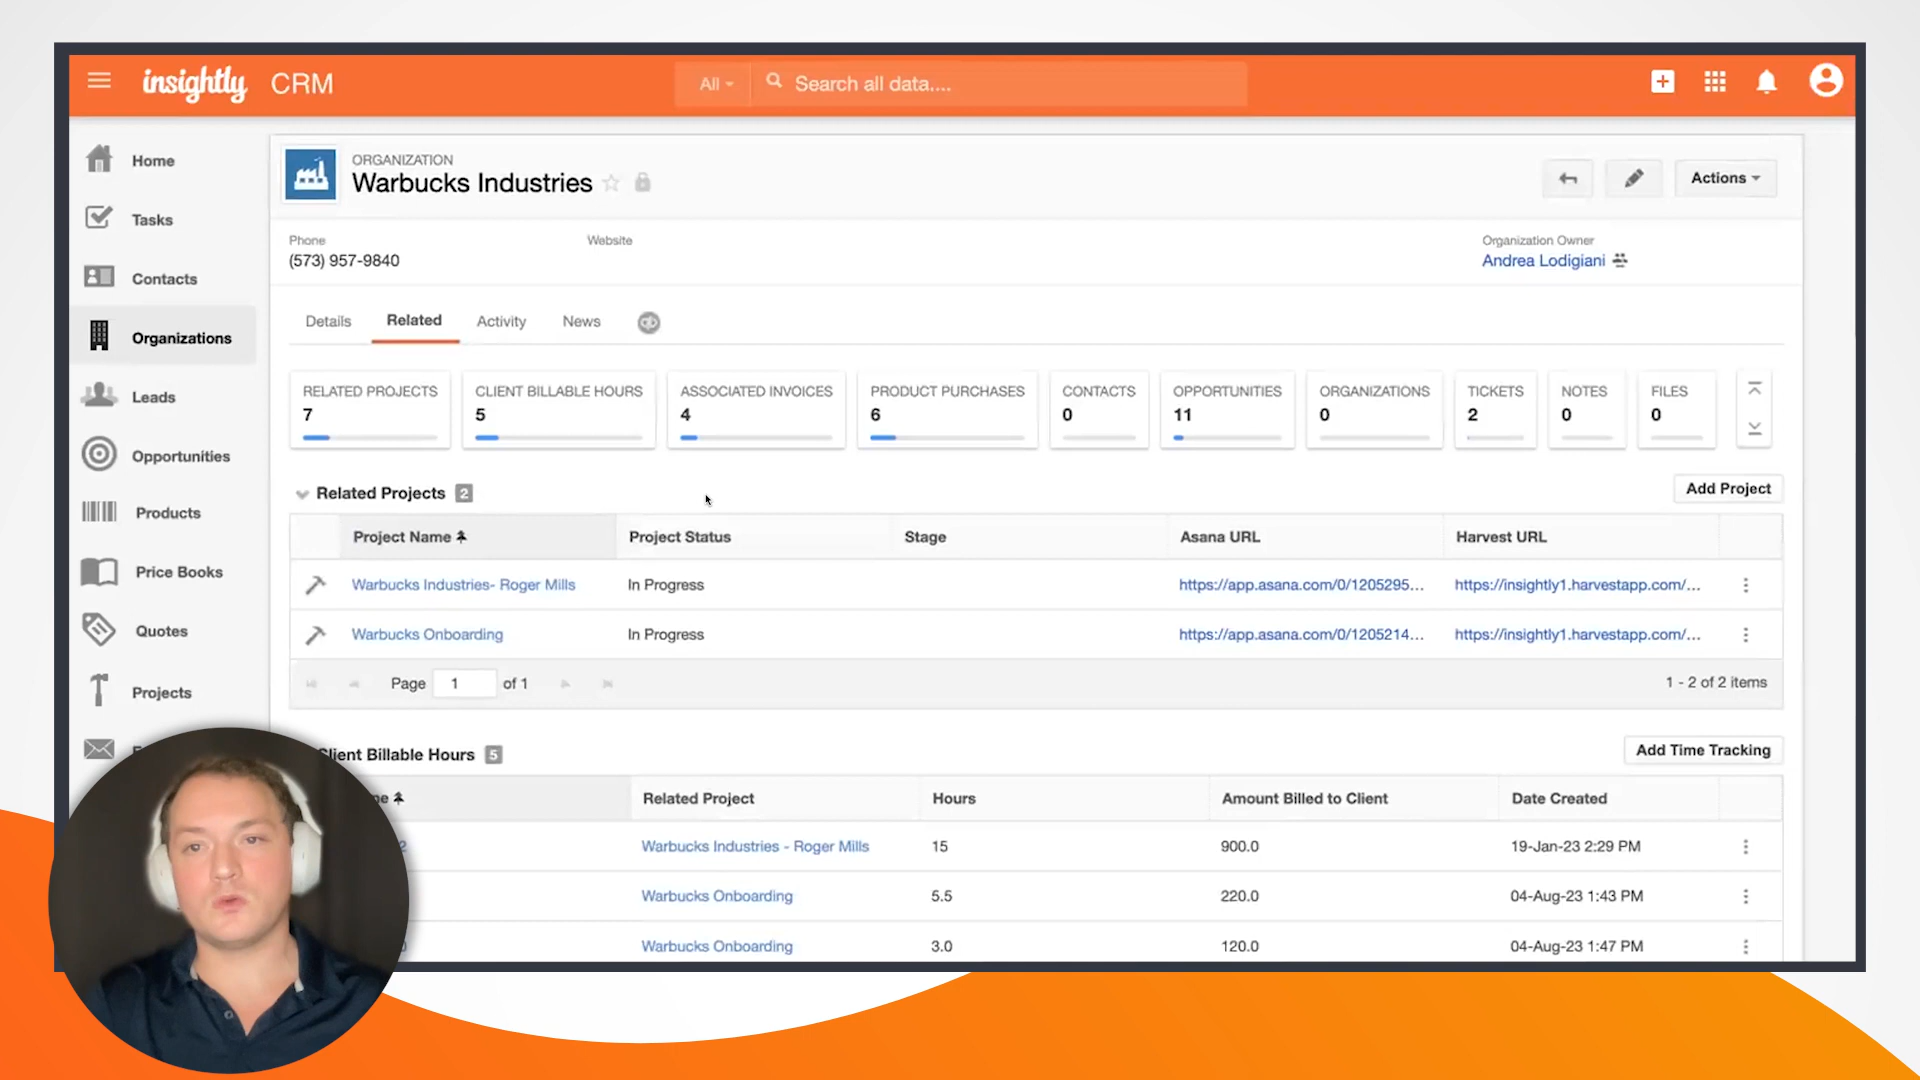 insightly CRM
All Search all data....
Home
Tasks
Contacts
Organizations
Leads
Opportunities
Products
Price Books
Quotes
Projects
ORGANIZATION
Warbucks Industries
Actions
Phone
(573) 957-9840
Website
Organization Owner
Andrea Lodigiani
Details Related Activity News
RELATED PROJECTS
7
CLIENT BILLABLE HOURS
5
ASSOCIATED INVOICES
4
PRODUCT PURCHASES
6
CONTACTS
0
OPPORTUNITIES
11
ORGANIZATIONS
0
TICKETS
2
NOTES
0
FILES
0
Related Projects 2
Add Project
Project Name Project Status Stage Asana URL Harvest URL
Warbucks Industries- Roger Mills In Progress https://app.asana.com/0/1205295... https://insightly1.harvestapp.com/...
Warbucks Onboarding In Progress https://app.asana.com/0/1205214... https://insightly1.harvestapp.com/...
Page 1 of 1
1 - 2 of 2 items
Client Billable Hours 5
Add Time Tracking
Related Project Hours Amount Billed to Client Date Created
Warbucks Industries - Roger Mills 15 900.0 19-Jan-23 2:29 PM
Warbucks Onboarding 5.5 220.0 04-Aug-23 1:43 PM
Warbucks Onboarding 3.0 120.0 04-Aug-23 1:47 PM